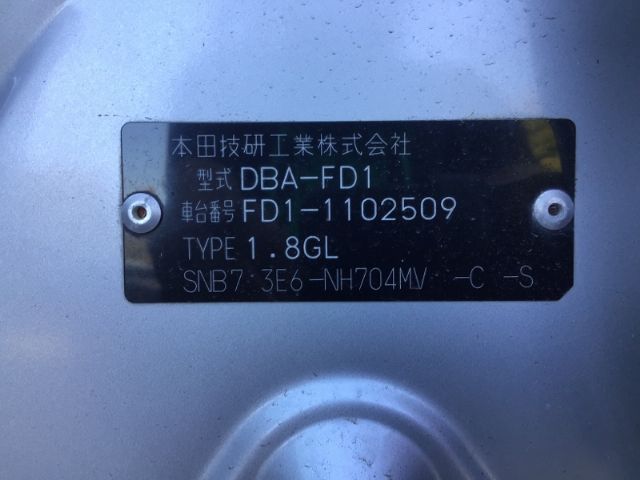 本田技研工業株式会社
型式 DBA-FD1
車台番号 FD1-1102509
TYPE 1.8GL
SNB7 3E6-NH704MV -C -S